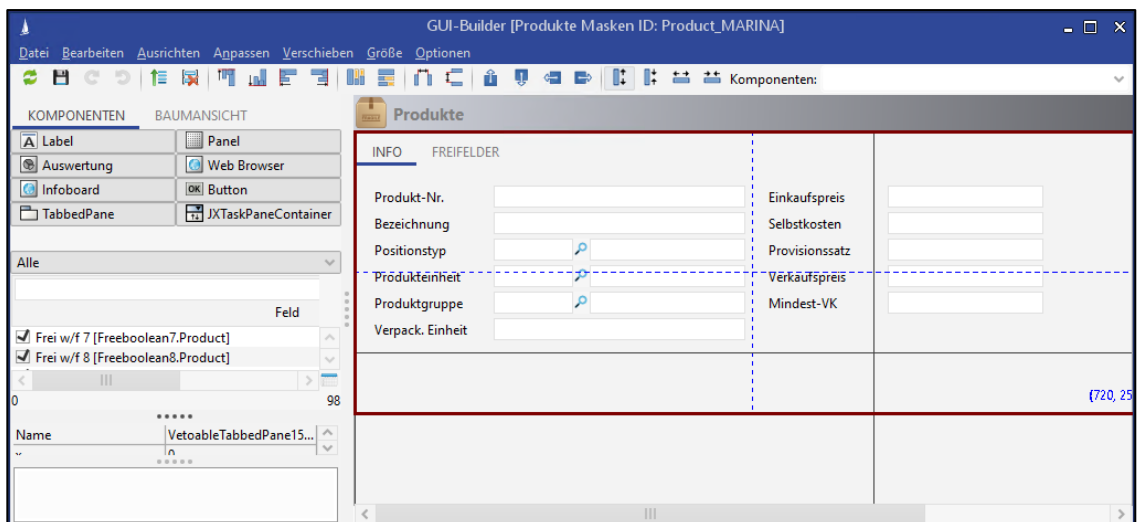 GUI-Builder [Produkte Masken ID: Product_MARINA]
Datei Bearbeiten Ausrichten Anpassen Verschieben Größe Optionen
Komponenten:
KOMPONENTEN BAUMANSICHT
Label Panel
Auswertung Web Browser
Infoboard OK Button
TabbedPane JXTaskPaneContainer
Alle
Feld
Frei w/f 7 [Freeboolean7.Product]
Frei w/f 8 [Freeboolean8.Product]
0 98
Name VetoableTabbedPane15...
x 0
Produkte
INFO FREIFELDER
Produkt-Nr. Einkaufspreis
Bezeichnung Selbstkosten
Positionstyp Provisionssatz
Produkteinheit Verkaufspreis
Produktgruppe Mindest-VK
Verpack. Einheit
(720, 25